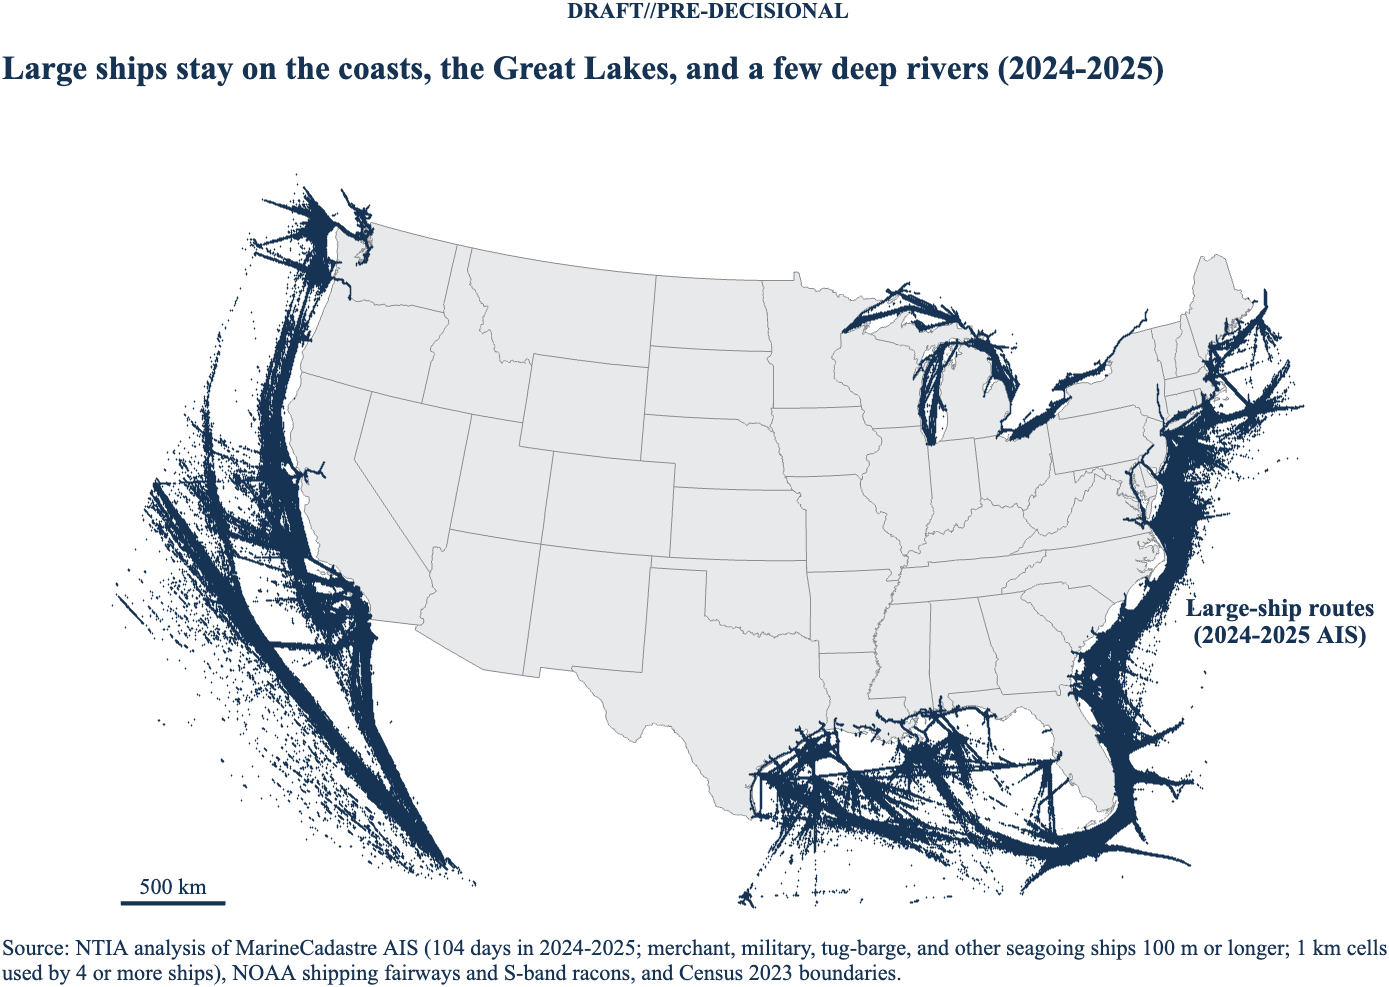 DRAFT//PRE-DECISIONAL
Large ships stay on the coasts, the Great Lakes, and a few deep rivers (2024-2025)
Large-ship routes
(2024-2025 AIS)
500 km
Source: NTIA analysis of MarineCadastre AIS (104 days in 2024-2025; merchant, military, tug-barge, and other seagoing ships 100 m or longer; 1 km cells
used by 4 or more ships), NOAA shipping fairways and S-band racons, and Census 2023 boundaries.